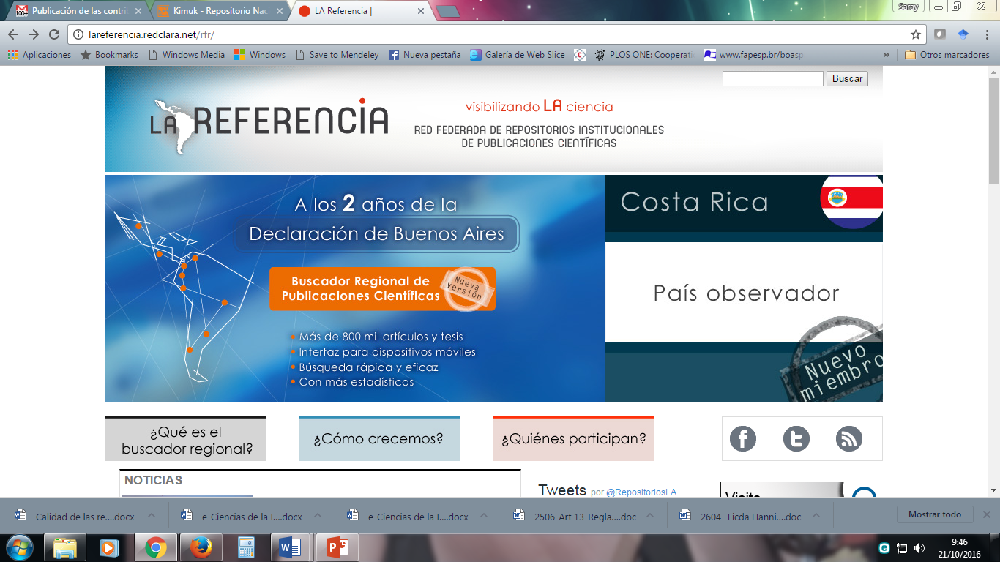 Publicación de las contri
Kimuk - Repositorio Nac
LA Referencia |
Saray
lareferencia.redclara.net/rfr/
Aplicaciones
Bookmarks
Windows Media
Windows
Save to Mendeley
Nueva pestaña
Galería de Web Slice
PLOS ONE: Cooperati
www.fapesp.br/boasp
»
Otros marcadores
Buscar
LA REFERENCIA
visibilizando LA ciencia
RED FEDERADA DE REPOSITORIOS INSTITUCIONALES
DE PUBLICACIONES CIENTÍFICAS
A los 2 años de la
Declaración de Buenos Aires
Buscador Regional de
Publicaciones Científicas
Nueva
versión
• Más de 800 mil artículos y tesis
• Interfaz para dispositivos móviles
• Búsqueda rápida y eficaz
• Con más estadísticas
Costa Rica
País observador
Nuevo
miembro
¿Qué es el
buscador regional?
¿Cómo crecemos?
¿Quiénes participan?
NOTICIAS
Tweets por @RepositoriosLA
Visite
Calidad de las re....docx
e-Ciencias de la I....docx
e-Ciencias de la I....docx
2506-Art 13-Regla....doc
2604 -Licda Hanni....doc
Mostrar todo
9:46
21/10/2016